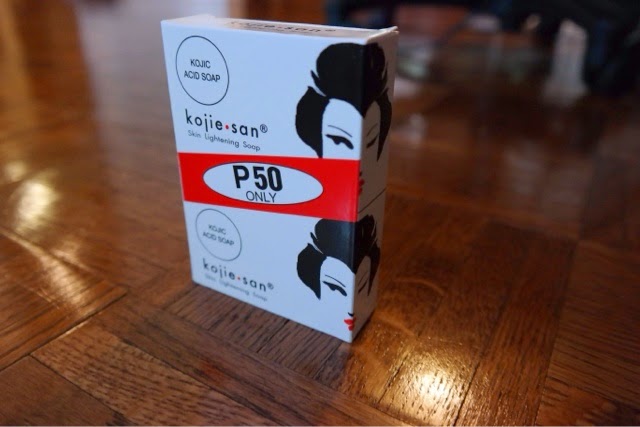 KOJIC
ACID SOAP
kojie•san®
Skin Lightening Soap
P50
ONLY
KOJIC
ACID SOAP
kojie•san®
Skin Lightening Soap